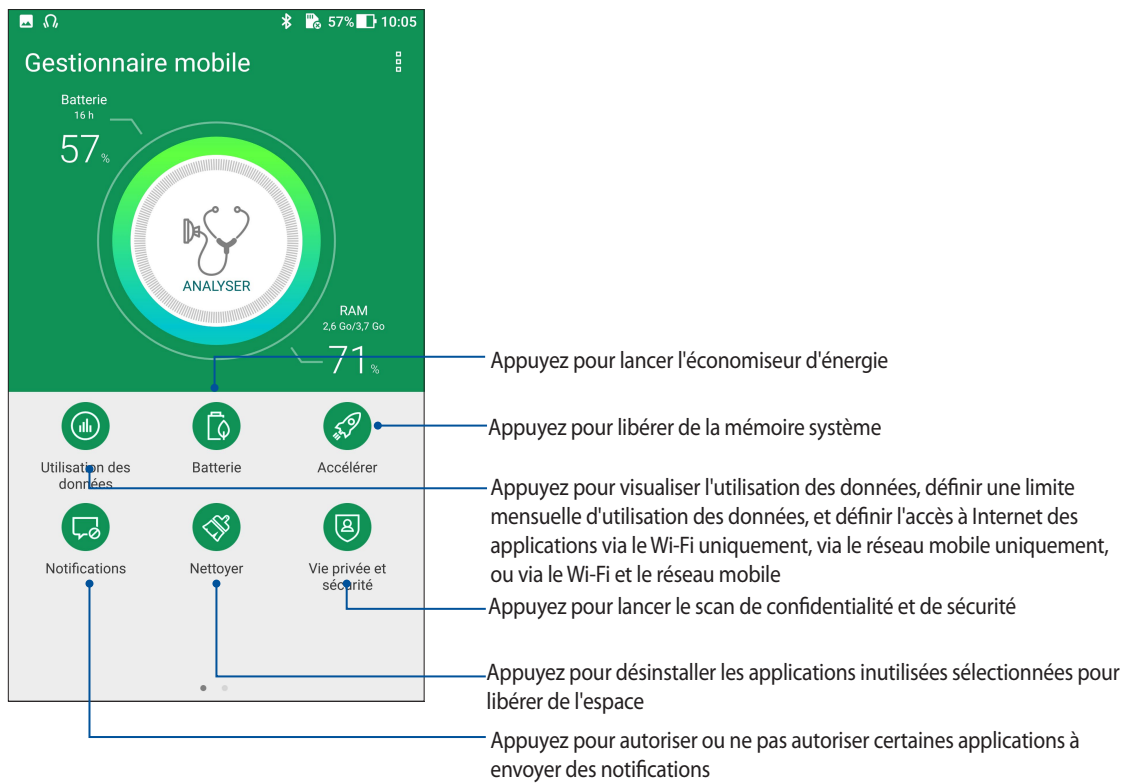 57% 10:05
Gestionnaire mobile
Batterie
16 h
57%
ANALYSER
RAM
2,6 Go/3,7 Go
71%
Utilisation des
données
Batterie
Accélérer
Notifications
Nettoyer
Vie privée et
sécurité
Appuyez pour lancer l'économiseur d'énergie
Appuyez pour libérer de la mémoire système
Appuyez pour visualiser l'utilisation des données, définir une limite
mensuelle d'utilisation des données, et définir l'accès à Internet des
applications via le Wi-Fi uniquement, via le réseau mobile uniquement,
ou via le Wi-Fi et le réseau mobile
Appuyez pour lancer le scan de confidentialité et de sécurité
Appuyez pour désinstaller les applications inutilisées sélectionnées pour
libérer de l'espace
Appuyez pour autoriser ou ne pas autoriser certaines applications à
envoyer des notifications